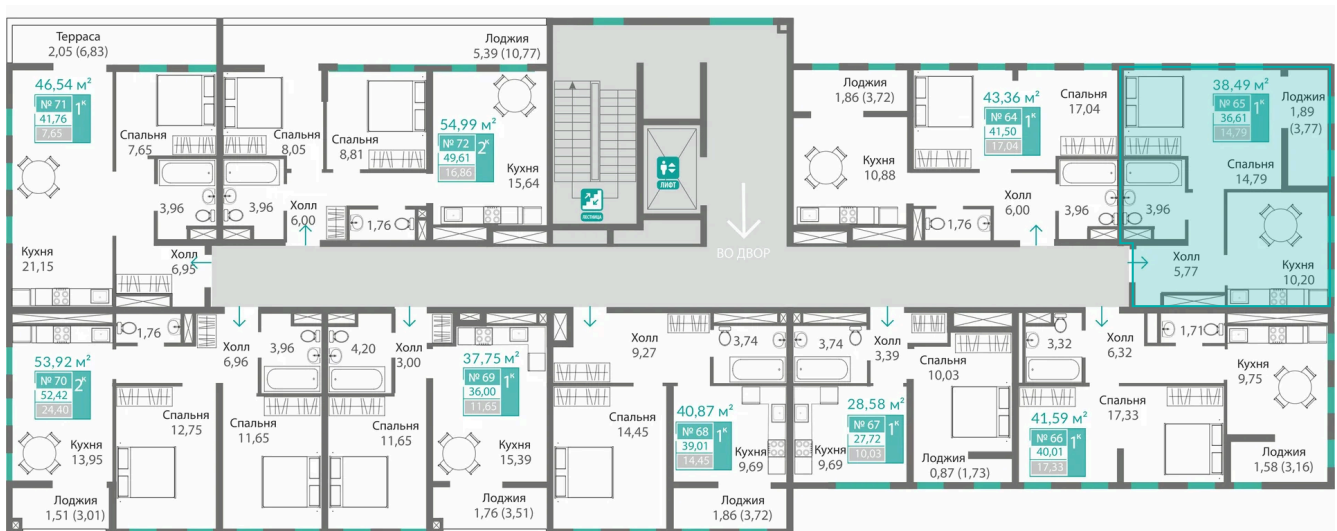 Терраса
2,05 (6,83)
Лоджия
5,39 (10,77)
46,54 м²
№ 71
41,76
7,65
1ᴷ
Спальня
7,65
3,96
Кухня
21,15
Холл
6,95
Спальня
8,05
3,96
Холл
6,00
Спальня
8,81
1,76
54,99 м²
№ 72
49,61
16,86
2ᴷ
Кухня
15,64
ЛЕСТНИЦА
ЛИФТ
ВО ДВОР
Лоджия
1,86 (3,72)
Кухня
10,88
43,36 м²
№ 64
41,50
17,04
1ᴷ
Спальня
17,04
1,76
Холл
6,00
3,96
38,49 м²
№ 65
36,61
14,79
1ᴷ
Лоджия
1,89
(3,77)
Спальня
14,79
3,96
Холл
5,77
Кухня
10,20
53,92 м²
№ 70
52,42
24,40
2ᴷ
1,76
Холл
6,96
3,96
Спальня
12,75
Спальня
11,65
Кухня
13,95
Лоджия
1,51 (3,01)
4,20
Холл
3,00
37,75 м²
№ 69
36,00
11,65
1ᴷ
Спальня
11,65
Кухня
15,39
Лоджия
1,76 (3,51)
Холл
9,27
3,74
Спальня
14,45
40,87 м²
№ 68
39,01
14,45
1ᴷ
Кухня
9,69
Лоджия
1,86 (3,72)
3,74
Холл
3,39
28,58 м²
№ 67
27,72
10,03
1ᴷ
Кухня
9,69
Спальня
10,03
Лоджия
0,87 (1,73)
3,32
Холл
6,32
1,71
Спальня
17,33
41,59 м²
№ 66
40,01
17,33
1ᴷ
Кухня
9,75
Лоджия
1,58 (3,16)